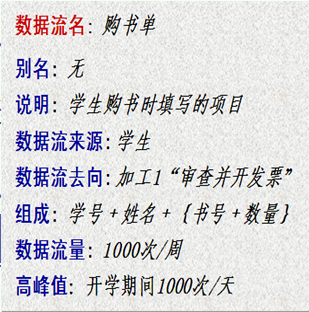 数据流名: 购书单
别名: 无
说明: 学生购书时填写的项目
数据流来源: 学生
数据流去向: 加工1“审查并开发票”
组成: 学号+姓名+{书号+数量}
数据流量: 1000次/周
高峰值: 开学期间1000次/天